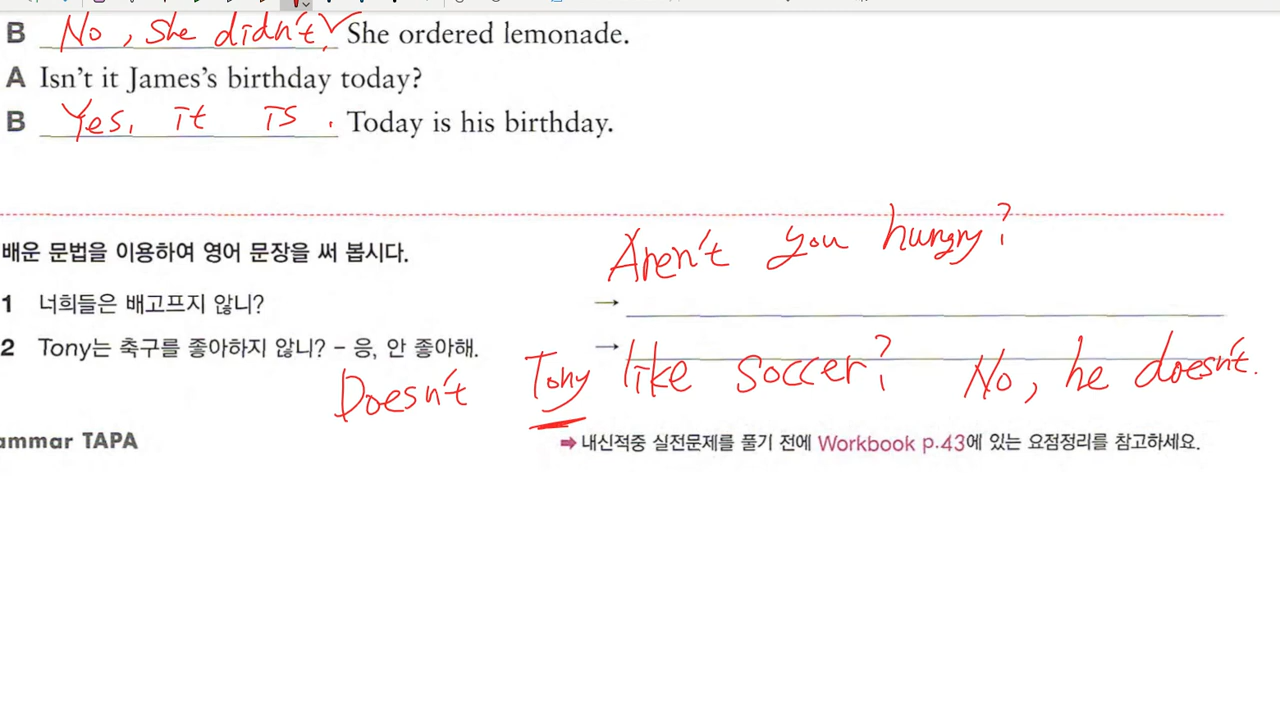 B No, she didn't. She ordered lemonade.
A Isn't it James's birthday today?
B Yes, it is. Today is his birthday.
배운 문법을 이용하여 영어 문장을 써 봅시다.
Aren't you hungry?
1 너희들은 배고프지 않니? →
2 Tony는 축구를 좋아하지 않니? – 응, 안 좋아해. →
Doesn't Tony like soccer? No, he doesn't.
ammar TAPA
➡ 내신적중 실전문제를 풀기 전에 Workbook p.43에 있는 요점정리를 참고하세요.